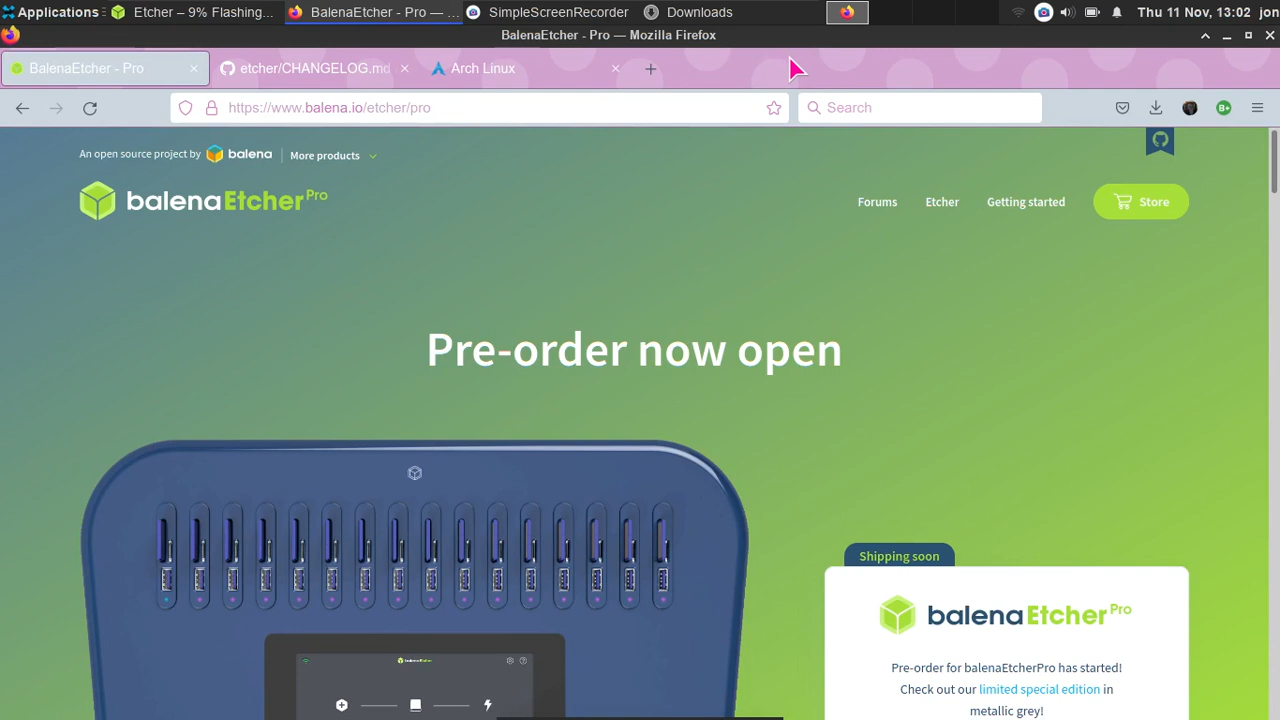 Applications
Etcher – 9% Flashing...
BalenaEtcher - Pro — ...
SimpleScreenRecorder
Downloads
Thu 11 Nov, 13:02
jon
BalenaEtcher - Pro — Mozilla Firefox
BalenaEtcher - Pro
etcher/CHANGELOG.md
Arch Linux
https://www.balena.io/etcher/pro
Search
An open source project by balena
More products
balenaEtcher Pro
Forums
Etcher
Getting started
Store
Pre-order now open
Shipping soon
balenaEtcher Pro
Pre-order for balenaEtcherPro has started!
Check out our limited special edition in
metallic grey!